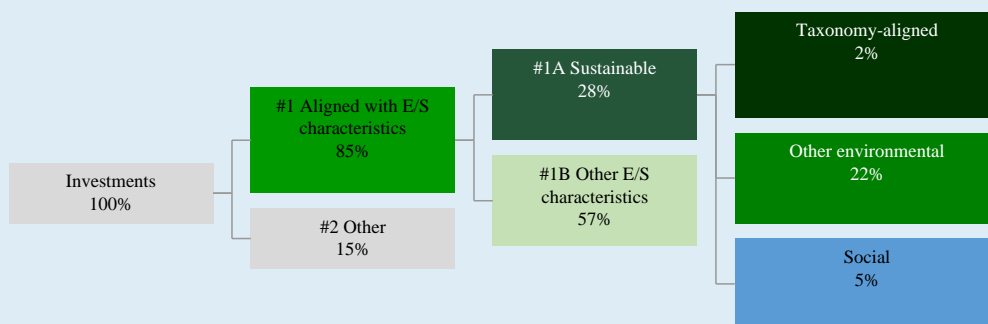 Investments
100%
#1 Aligned with E/S
characteristics
85%
#2 Other
15%
#1A Sustainable
28%
#1B Other E/S
characteristics
57%
Taxonomy-aligned
2%
Other environmental
22%
Social
5%